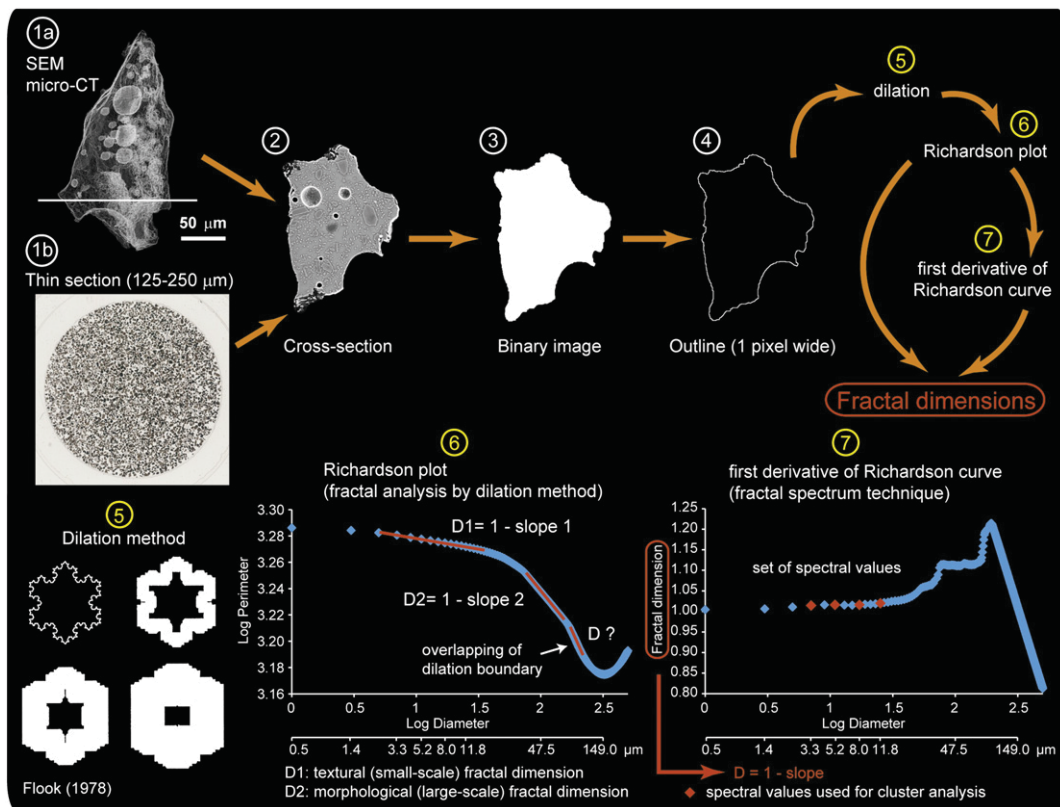 1a
SEM
micro-CT
50 μm
1b
Thin section (125-250 μm)
2
Cross-section
3
Binary image
4
Outline (1 pixel wide)
5
dilation
6
Richardson plot
7
first derivative of
Richardson curve
Fractal dimensions
5
Dilation method
Flook (1978)
6
Richardson plot
(fractal analysis by dilation method)
D1= 1 - slope 1
D2= 1 - slope 2
D ?
overlapping of
dilation boundary
Log Perimeter
3.30
3.28
3.26
3.24
3.22
3.20
3.18
3.16
0 0.5 1 1.5 2 2.5
Log Diameter
0.5 1.4 3.3 5.2 8.0 11.8 47.5 149.0 μm
D1: textural (small-scale) fractal dimension
D2: morphological (large-scale) fractal dimension
7
first derivative of Richardson curve
(fractal spectrum technique)
set of spectral values
Fractal dimension
1.25
1.20
1.15
1.10
1.05
1.00
0.95
0.90
0.85
0.80
0 0.5 1 1.5 2 2.5
Log Diameter
0.5 1.4 3.3 5.2 8.0 11.8 47.5 149.0 μm
D = 1 - slope
spectral values used for cluster analysis